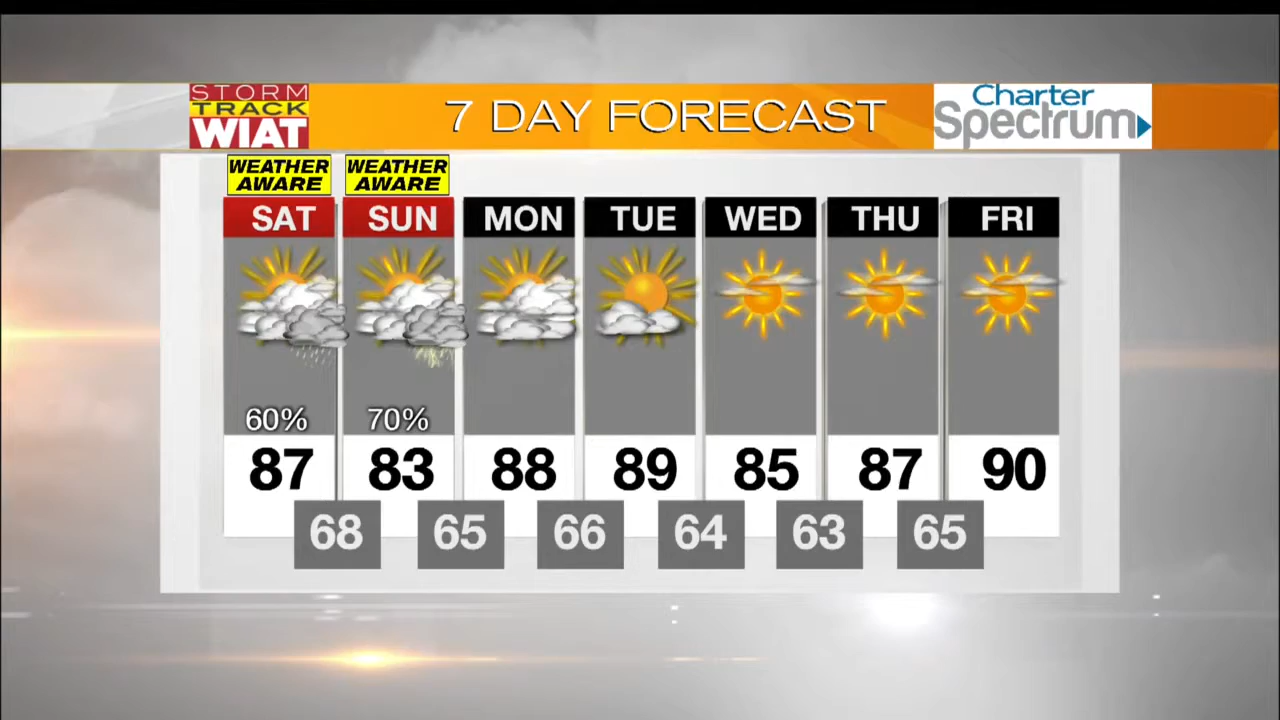 STORM
TRACK
WIAT
7 DAY FORECAST
Charter
Spectrum
WEATHER
AWARE
WEATHER
AWARE
SAT SUN MON TUE WED THU FRI
60% 70%
87 83 88 89 85 87 90
68 65 66 64 63 65